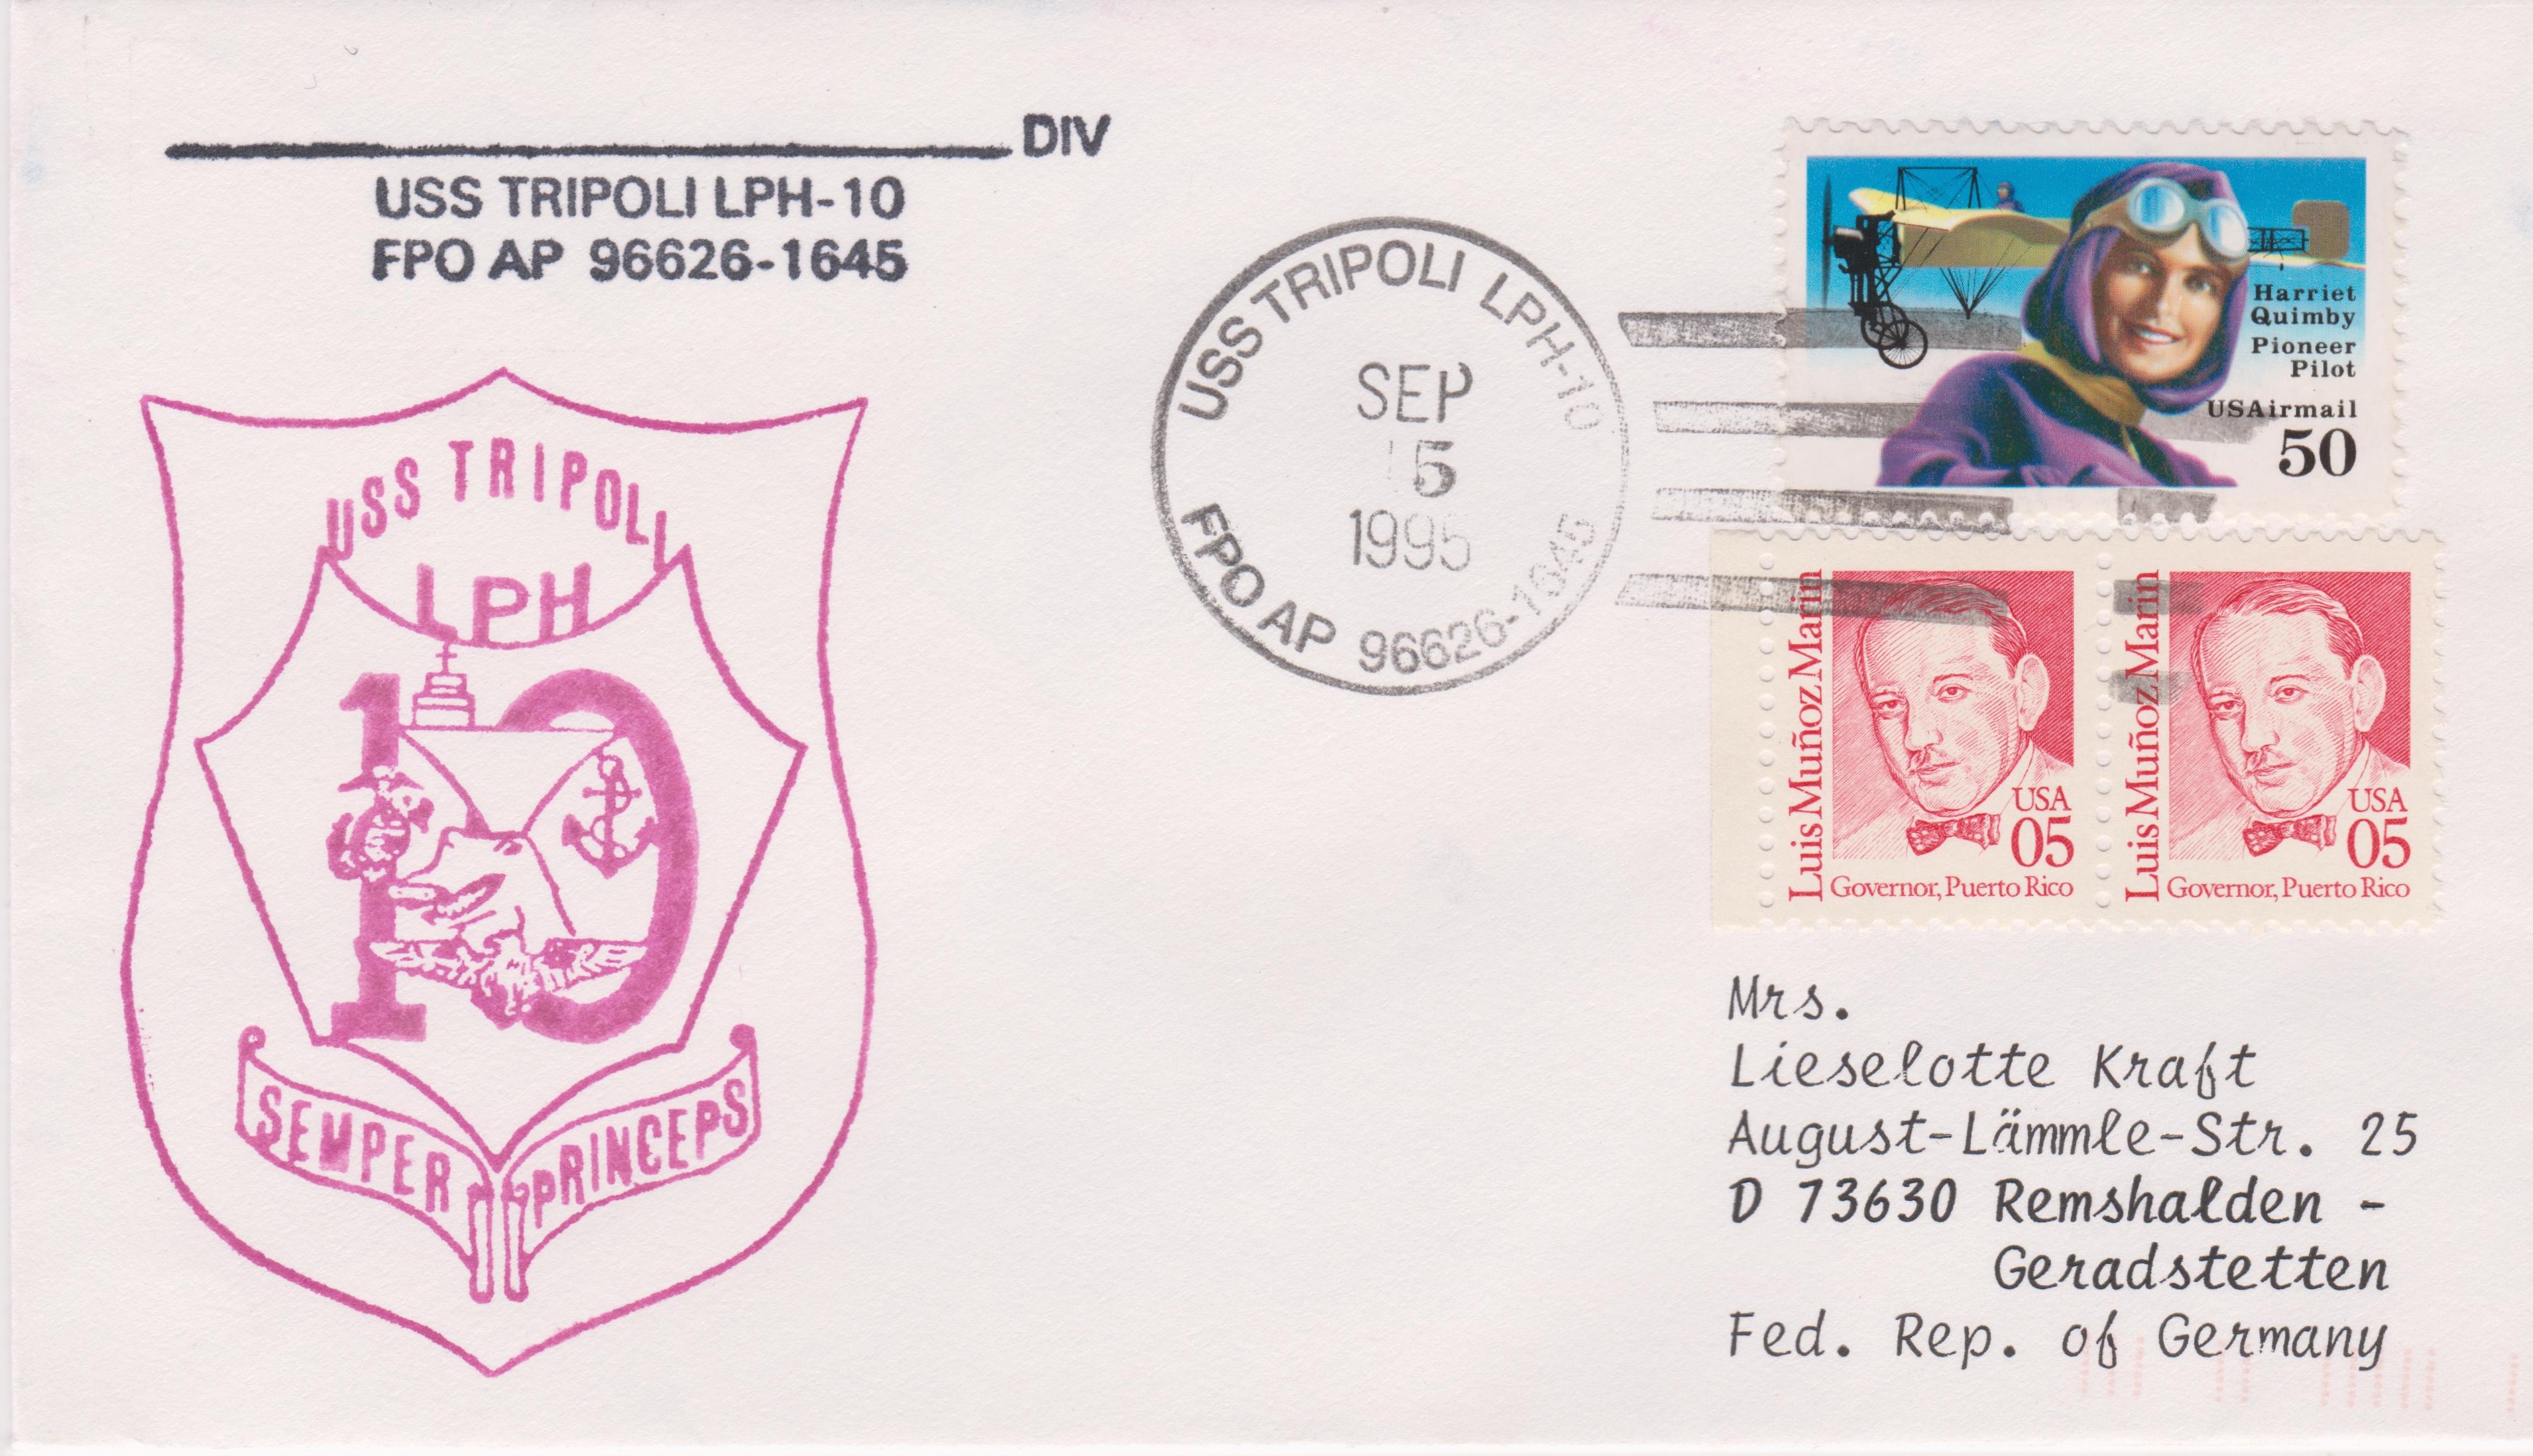 DIV
USS TRIPOLI LPH-10
FPO AP 96626-1645
USS TRIPOLI
LPH
10
SEMPER PRINCEPS
USS TRIPOLI LPH-10
SEP
15
1995
FPO AP 96626-1645
Harriet
Quimby
Pioneer
Pilot
USAirmail
50
Luis Muñoz Marin
USA
05
Governor, Puerto Rico
Luis Muñoz Marin
USA
05
Governor, Puerto Rico
Mrs.
Lieselotte Kraft
August-Lämmle-Str. 25
D 73630 Remshalden -
Geradstetten
Fed. Rep. of Germany